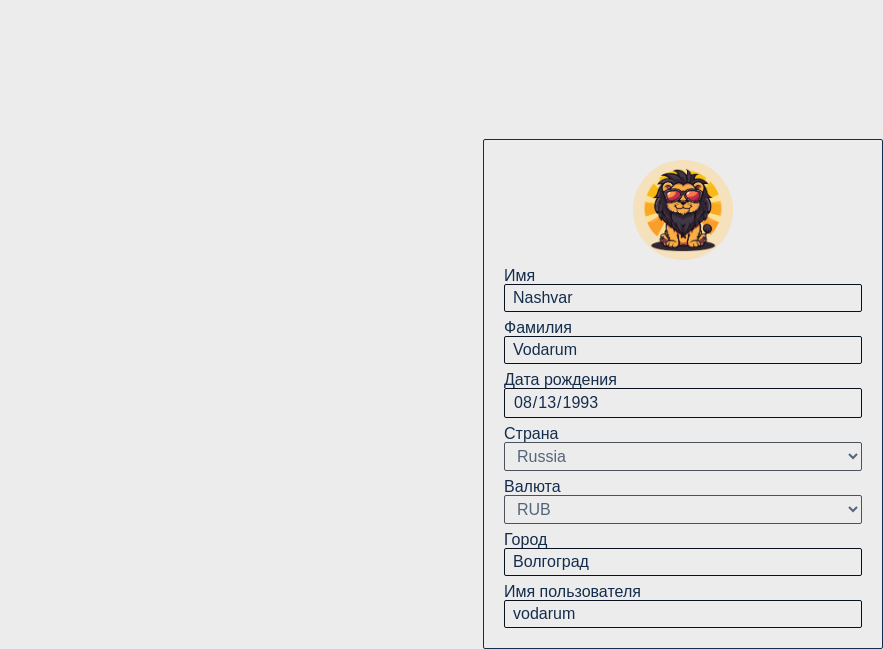 Имя
Nashvar
Фамилия
Vodarum
Дата рождения
08/13/1993
Страна
Russia
Валюта
RUB
Город
Волгоград
Имя пользователя
vodarum